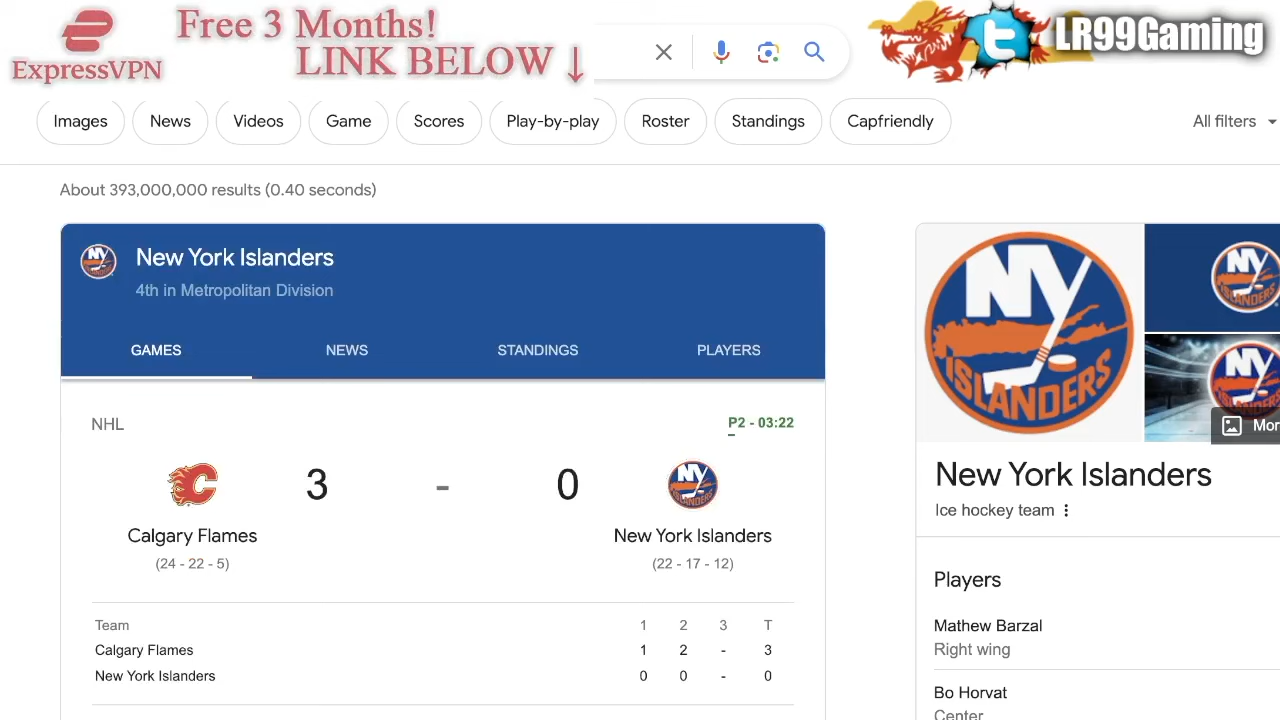 ExpressVPN
Free 3 Months!
LINK BELOW ↓
LR99Gaming
Images
News
Videos
Game
Scores
Play-by-play
Roster
Standings
Capfriendly
All filters
About 393,000,000 results (0.40 seconds)
New York Islanders
4th in Metropolitan Division
GAMES NEWS STANDINGS PLAYERS
NHL
P2 - 03:22
3 - 0
Calgary Flames
(24 - 22 - 5)
New York Islanders
(22 - 17 - 12)
Team 1 2 3 T
Calgary Flames 1 2 - 3
New York Islanders 0 0 - 0
NY
ISLANDERS
Mor
New York Islanders
Ice hockey team
Players
Mathew Barzal
Right wing
Bo Horvat
Center